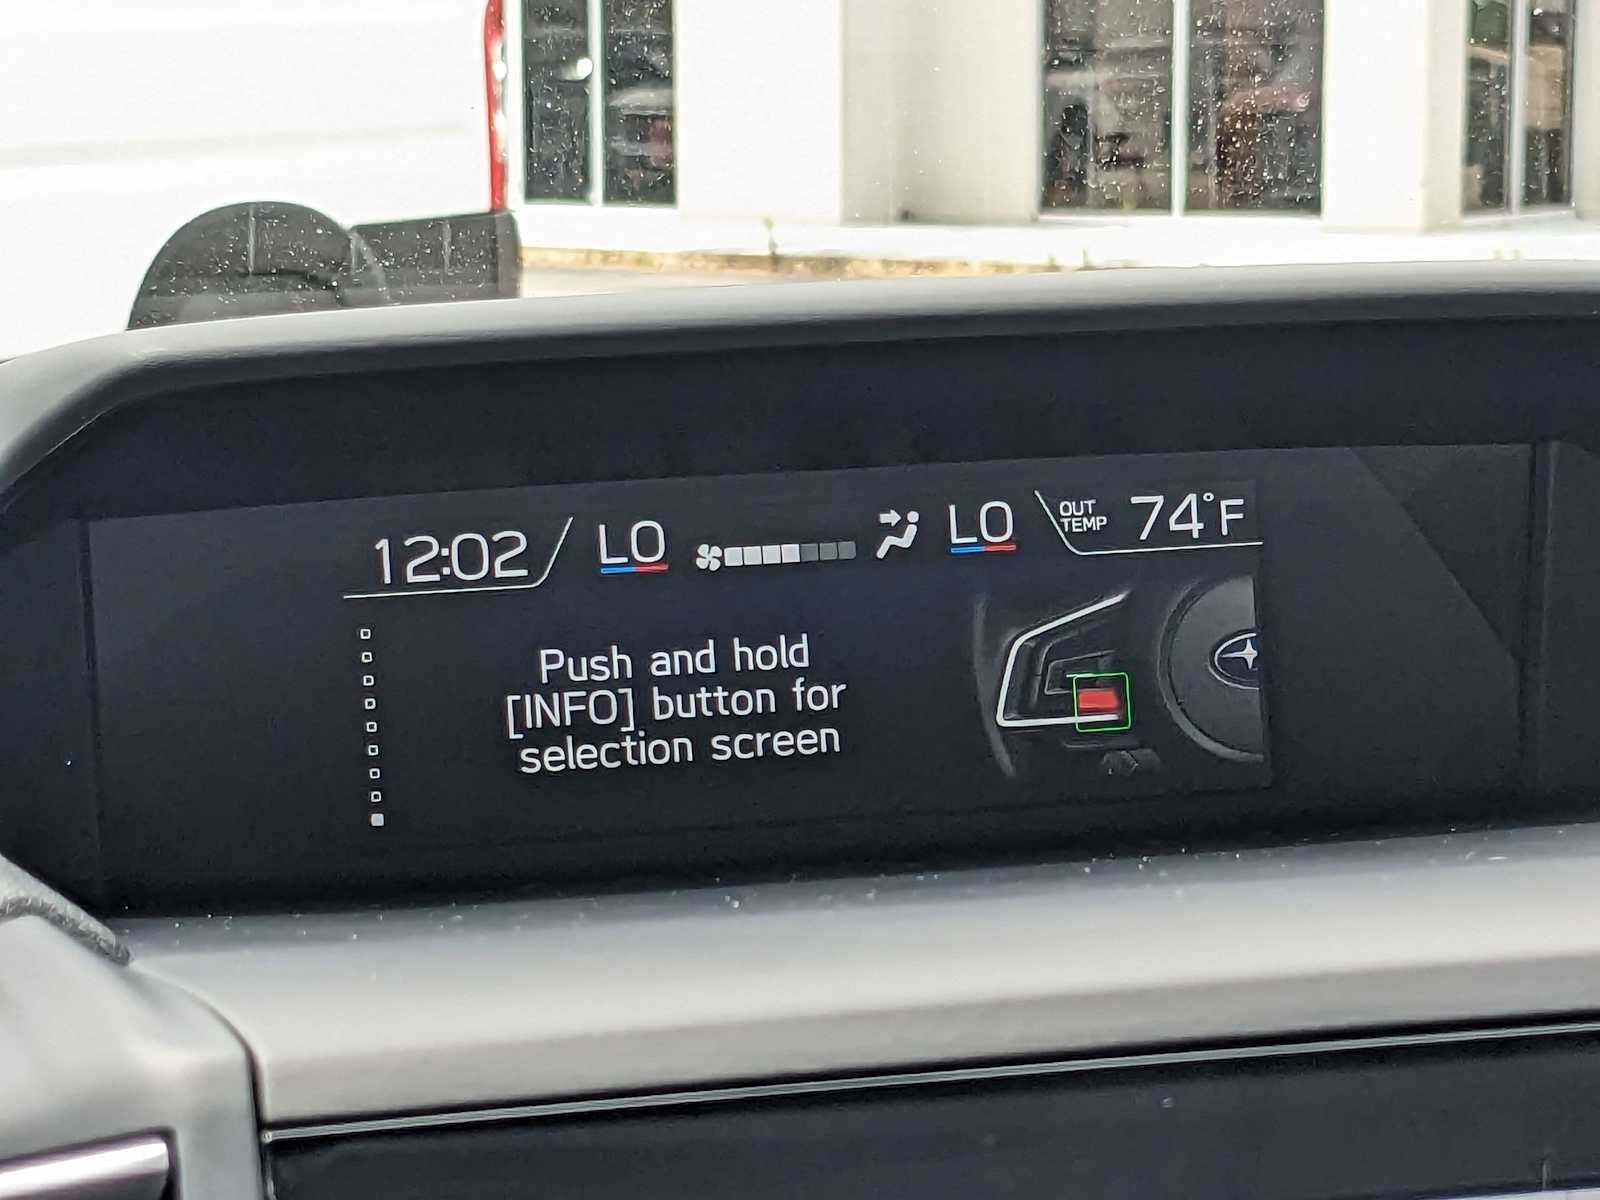 12:02 LO LO OUT TEMP 74°F
Push and hold
[INFO] button for
selection screen